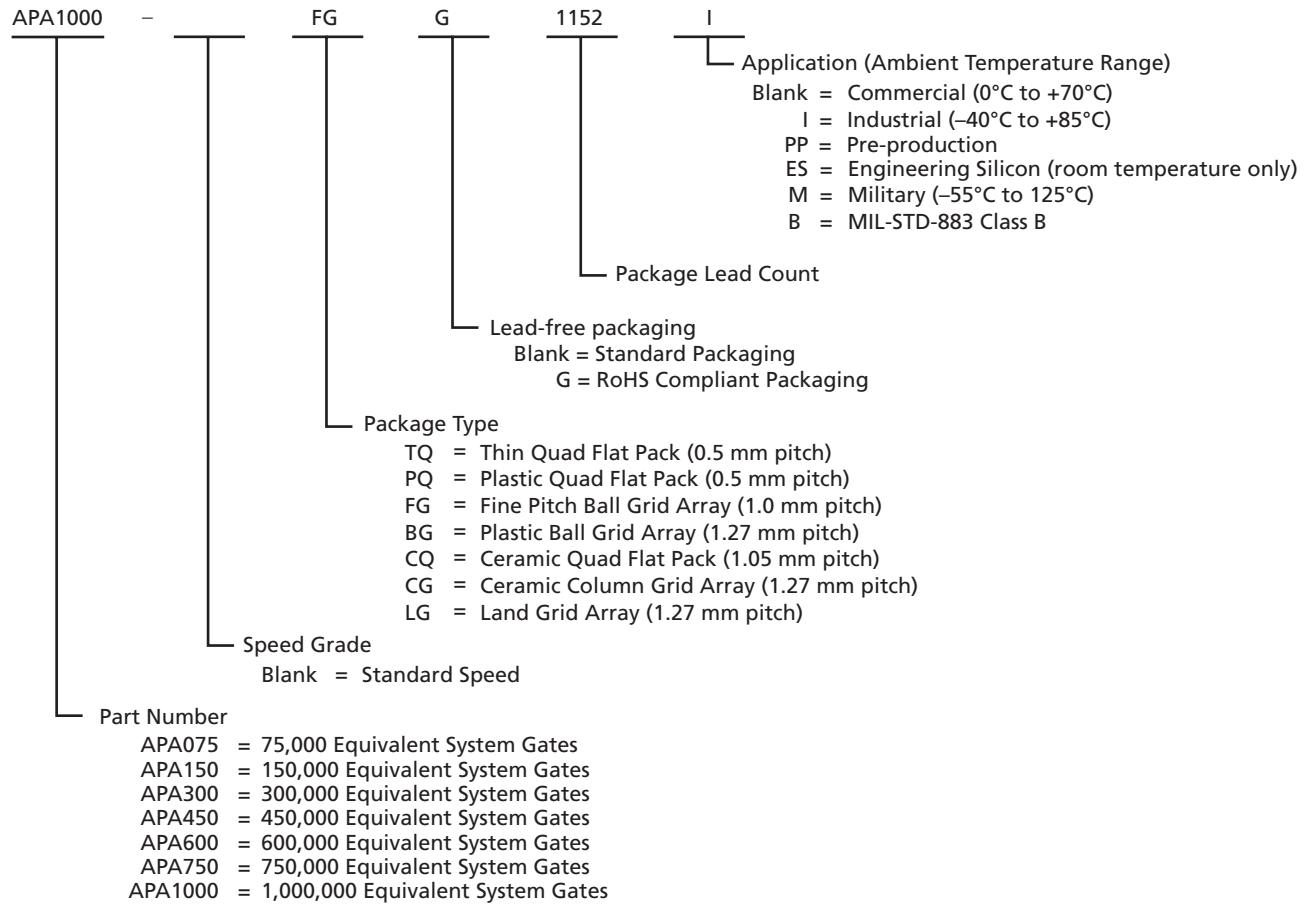 APA1000 – FG G 1152 I
Application (Ambient Temperature Range)
Blank = Commercial (0°C to +70°C)
I = Industrial (–40°C to +85°C)
PP = Pre-production
ES = Engineering Silicon (room temperature only)
M = Military (–55°C to 125°C)
B = MIL-STD-883 Class B
Package Lead Count
Lead-free packaging
Blank = Standard Packaging
G = RoHS Compliant Packaging
Package Type
TQ = Thin Quad Flat Pack (0.5 mm pitch)
PQ = Plastic Quad Flat Pack (0.5 mm pitch)
FG = Fine Pitch Ball Grid Array (1.0 mm pitch)
BG = Plastic Ball Grid Array (1.27 mm pitch)
CQ = Ceramic Quad Flat Pack (1.05 mm pitch)
CG = Ceramic Column Grid Array (1.27 mm pitch)
LG = Land Grid Array (1.27 mm pitch)
Speed Grade
Blank = Standard Speed
Part Number
APA075 = 75,000 Equivalent System Gates
APA150 = 150,000 Equivalent System Gates
APA300 = 300,000 Equivalent System Gates
APA450 = 450,000 Equivalent System Gates
APA600 = 600,000 Equivalent System Gates
APA750 = 750,000 Equivalent System Gates
APA1000 = 1,000,000 Equivalent System Gates